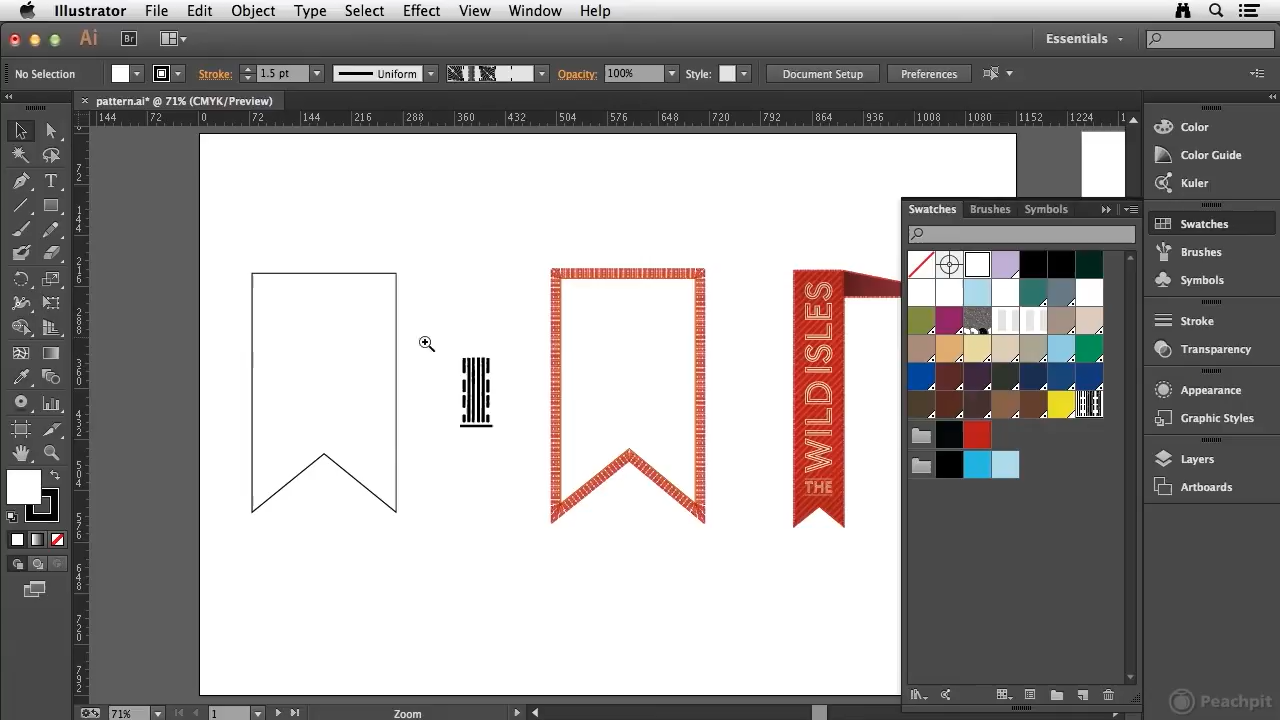 Illustrator File Edit Object Type Select Effect View Window Help
Ai Br Essentials
No Selection Stroke: 1.5 pt Uniform Opacity: 100% Style: Document Setup Preferences
pattern.ai* @ 71% (CMYK/Preview)
144 72 0 72 144 216 288 360 432 504 576 648 720 792 864 936 1008 1080 1152 1224
Color
Color Guide
Kuler
Swatches
Brushes
Symbols
Stroke
Transparency
Appearance
Graphic Styles
Layers
Artboards
Swatches Brushes Symbols
THE WILD ISLES
71% 1 Zoom
Peachpit